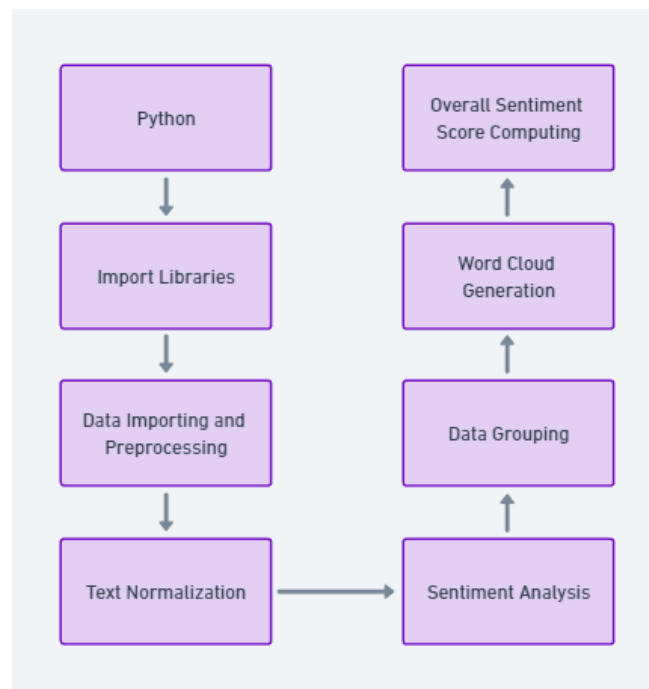 Python
Import Libraries
Data Importing and
Preprocessing
Text Normalization
Sentiment Analysis
Data Grouping
Word Cloud
Generation
Overall Sentiment
Score Computing